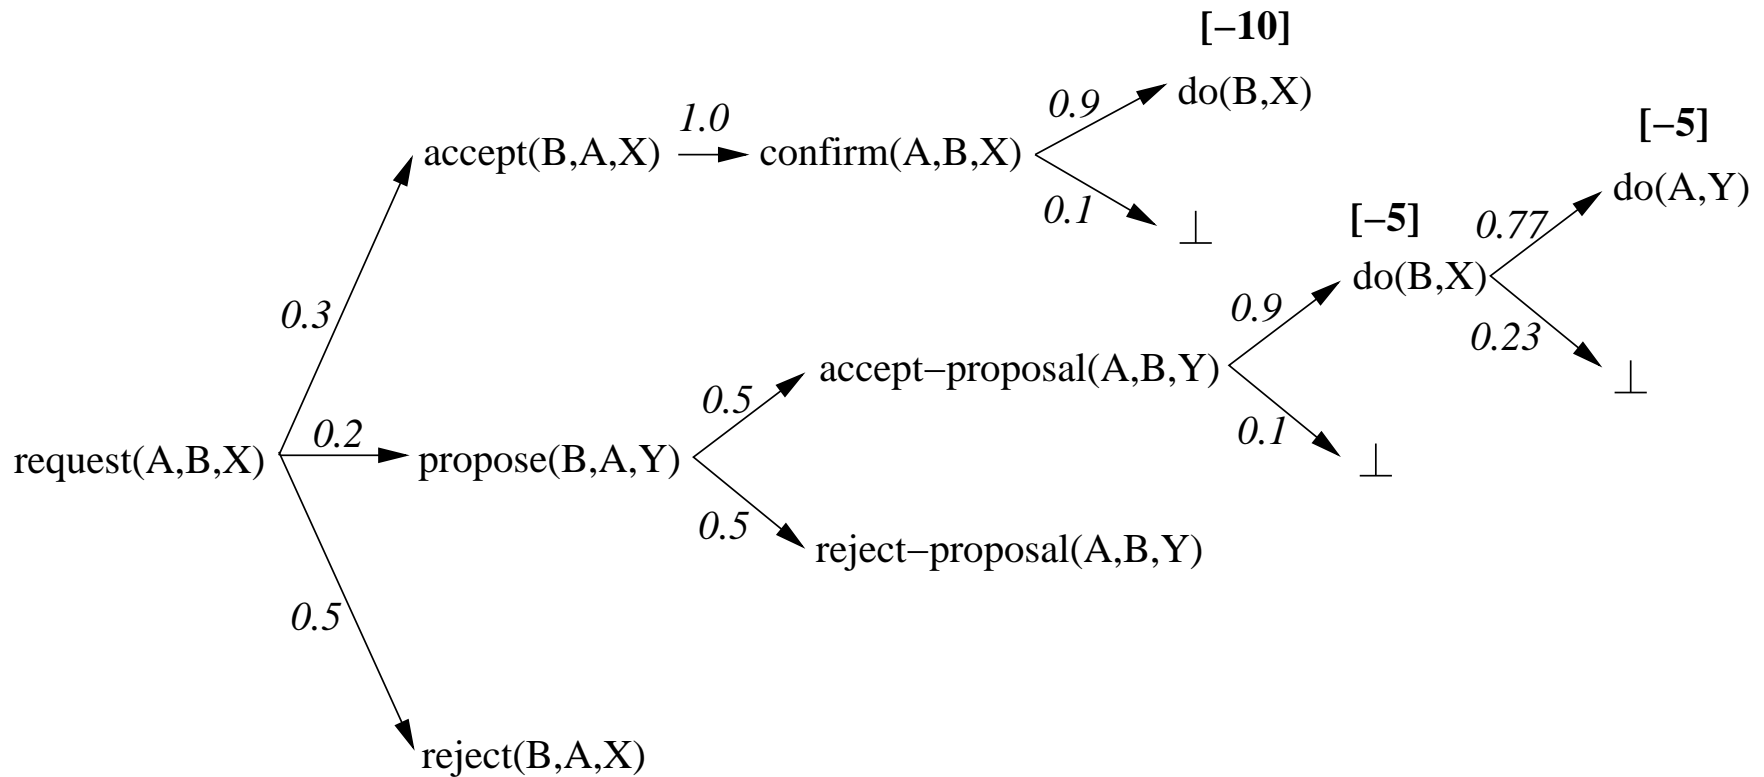 [−10]
do(B,X)
0.9
1.0
accept(B,A,X)
confirm(A,B,X)
0.1
⊥
[−5]
do(A,Y)
0.77
[−5]
do(B,X)
0.23
⊥
0.3
0.9
accept−proposal(A,B,Y)
0.5
0.1
⊥
0.2
request(A,B,X)
propose(B,A,Y)
0.5
reject−proposal(A,B,Y)
0.5
reject(B,A,X)